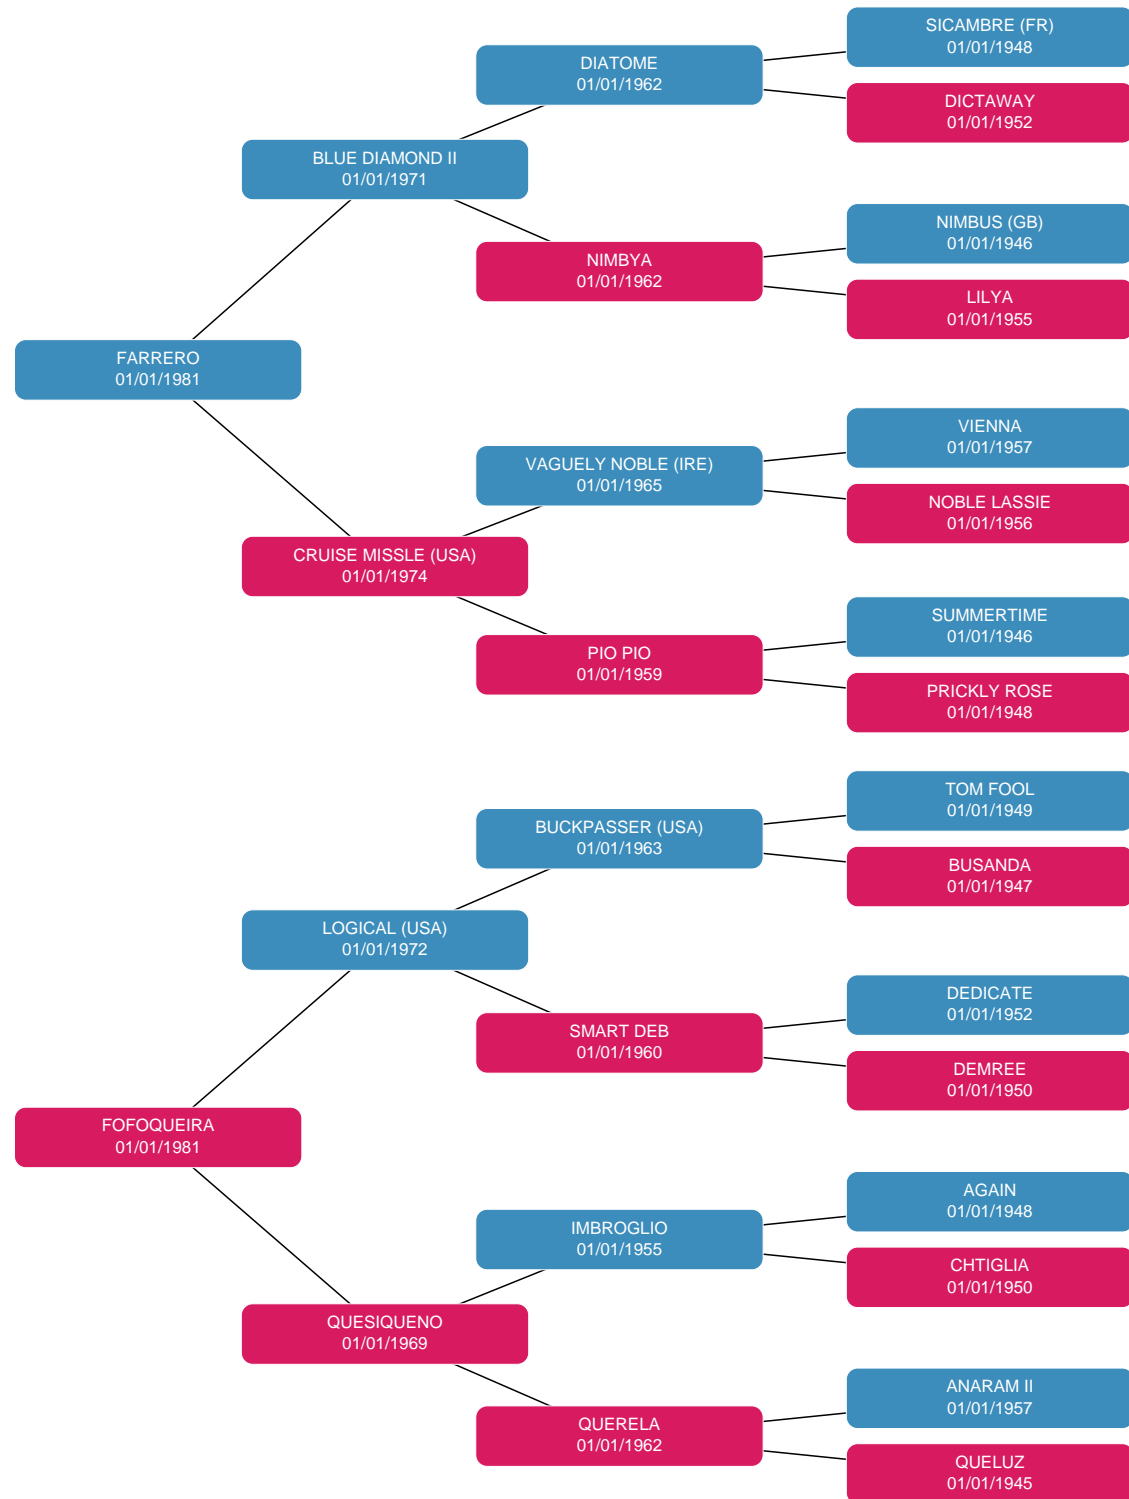 SICAMBRE (FR)
01/01/1948
DIATOME
01/01/1962
DICTAWAY
01/01/1952
BLUE DIAMOND II
01/01/1971
NIMBUS (GB)
01/01/1946
NIMBYA
01/01/1962
LILYA
01/01/1955
FARRERO
01/01/1981
VIENNA
01/01/1957
VAGUELY NOBLE (IRE)
01/01/1965
NOBLE LASSIE
01/01/1956
CRUISE MISSLE (USA)
01/01/1974
SUMMERTIME
01/01/1946
PIO PIO
01/01/1959
PRICKLY ROSE
01/01/1948
TOM FOOL
01/01/1949
BUCKPASSER (USA)
01/01/1963
BUSANDA
01/01/1947
LOGICAL (USA)
01/01/1972
DEDICATE
01/01/1952
SMART DEB
01/01/1960
DEMREE
01/01/1950
FOFOQUEIRA
01/01/1981
AGAIN
01/01/1948
IMBROGLIO
01/01/1955
CHTIGLIA
01/01/1950
QUESIQUENO
01/01/1969
ANARAM II
01/01/1957
QUERELA
01/01/1962
QUELUZ
01/01/1945